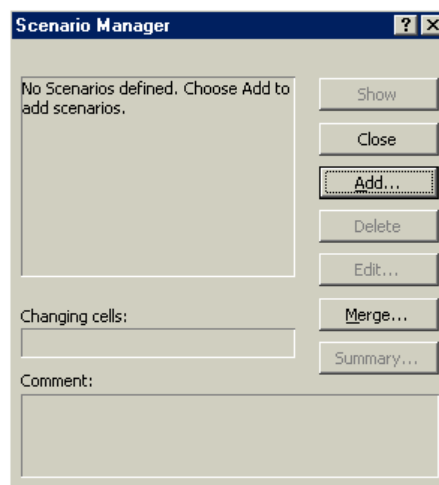 Scenario Manager
No Scenarios defined. Choose Add to
add scenarios.
Show
Close
Add...
Delete
Edit...
Merge...
Summary...
Changing cells:
Comment: